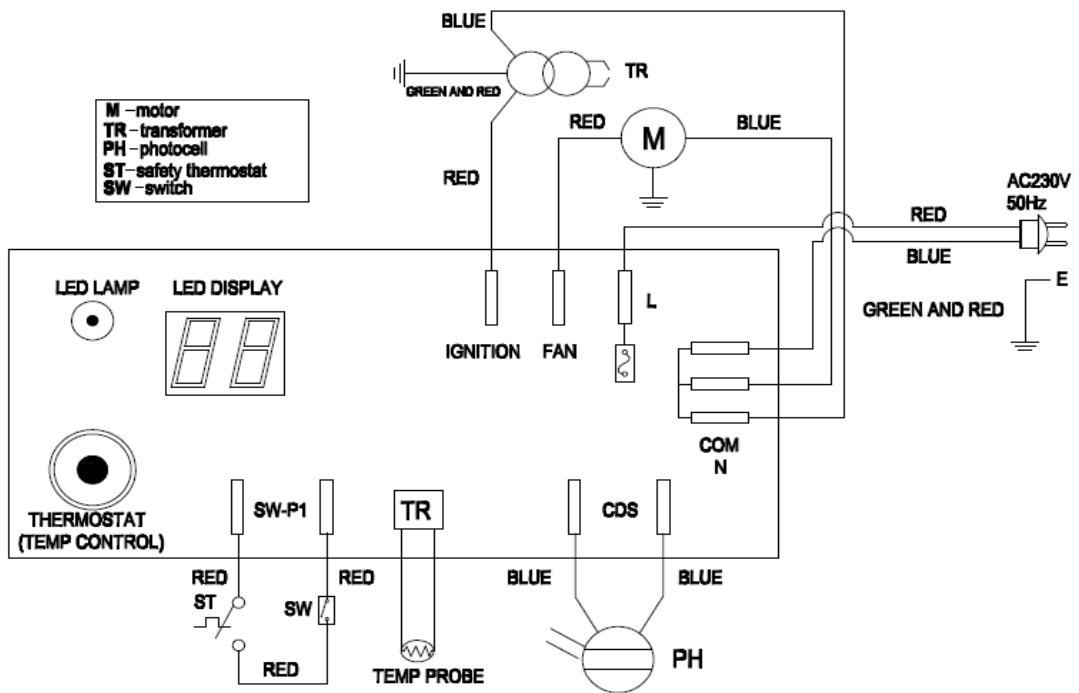 BLUE
TR
GREEN AND RED
M – motor
TR – transformer
PH – photocell
ST – safety thermostat
SW – switch
RED
M
BLUE
RED
AC230V
50Hz
RED
BLUE
E
GREEN AND RED
LED LAMP
LED DISPLAY
88
IGNITION
FAN
L
COM
N
THERMOSTAT
(TEMP CONTROL)
SW-P1
TR
CDS
RED
RED
BLUE
BLUE
ST
SW
RED
TEMP PROBE
PH